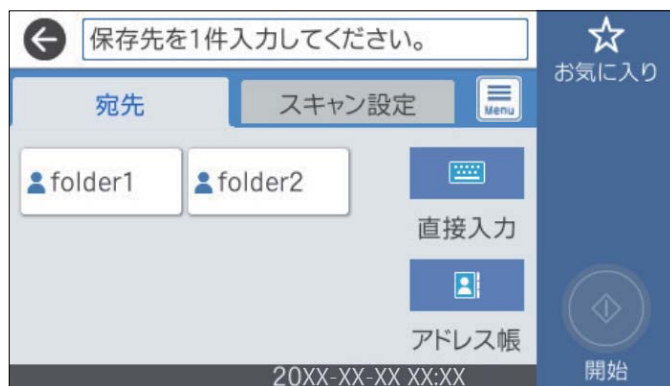 保存先を1件入力してください。
お気に入り
宛先
スキャン設定
Menu
folder1
folder2
直接入力
アドレス帳
開始
20XX-XX-XX XX:XX